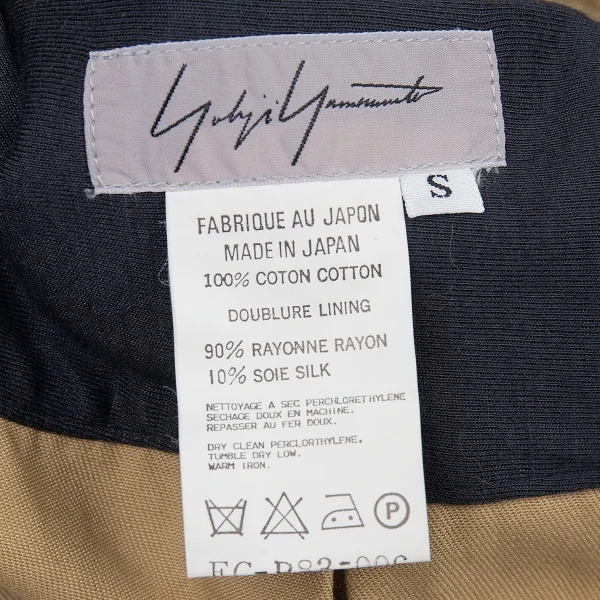 Yohji Yamamoto
S
FABRIQUE AU JAPON
MADE IN JAPAN
100% COTON COTTON
DOUBLURE LINING
90% RAYONNE RAYON
10% SOIE SILK
NETTOYAGE A SEC PERCHLORETHYLENE
SECHAGE DOUX EN MACHINE.
REPASSER AU FER DOUX.
DRY CLEAN PERCLORTHYLENE.
TUMBLE DRY LOW.
WARM IRON.
P